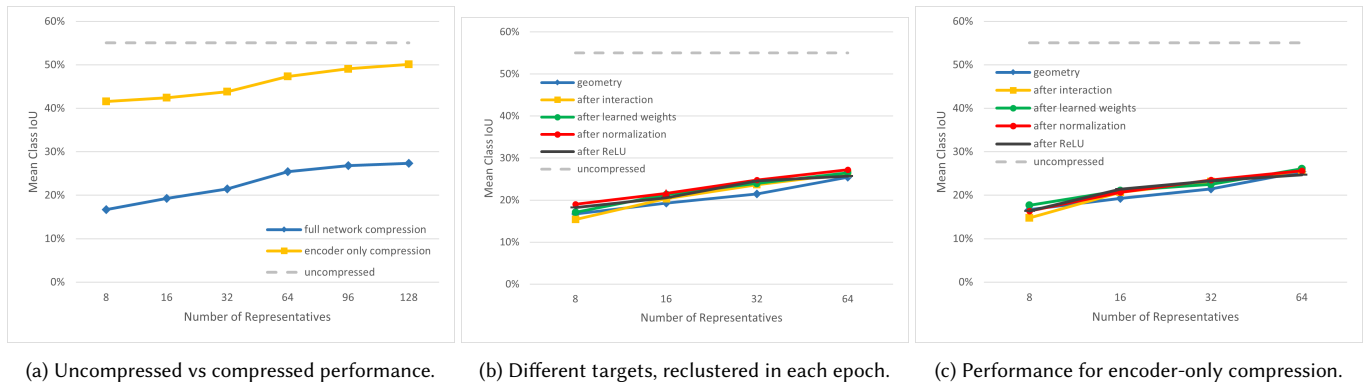 60%
50%
40%
30%
20%
10%
0%
Mean Class IoU
full network compression
encoder only compression
uncompressed
8 16 32 64 96 128
Number of Representatives
(a) Uncompressed vs compressed performance.
60%
50%
40%
30%
20%
10%
0%
Mean Class IoU
geometry
after interaction
after learned weights
after normalization
after ReLU
uncompressed
8 16 32 64
Number of Representatives
(b) Different targets, reclustered in each epoch.
60%
50%
40%
30%
20%
10%
0%
Mean Class IoU
geometry
after interaction
after learned weights
after normalization
after ReLU
uncompressed
8 16 32 64
Number of Representatives
(c) Performance for encoder-only compression.